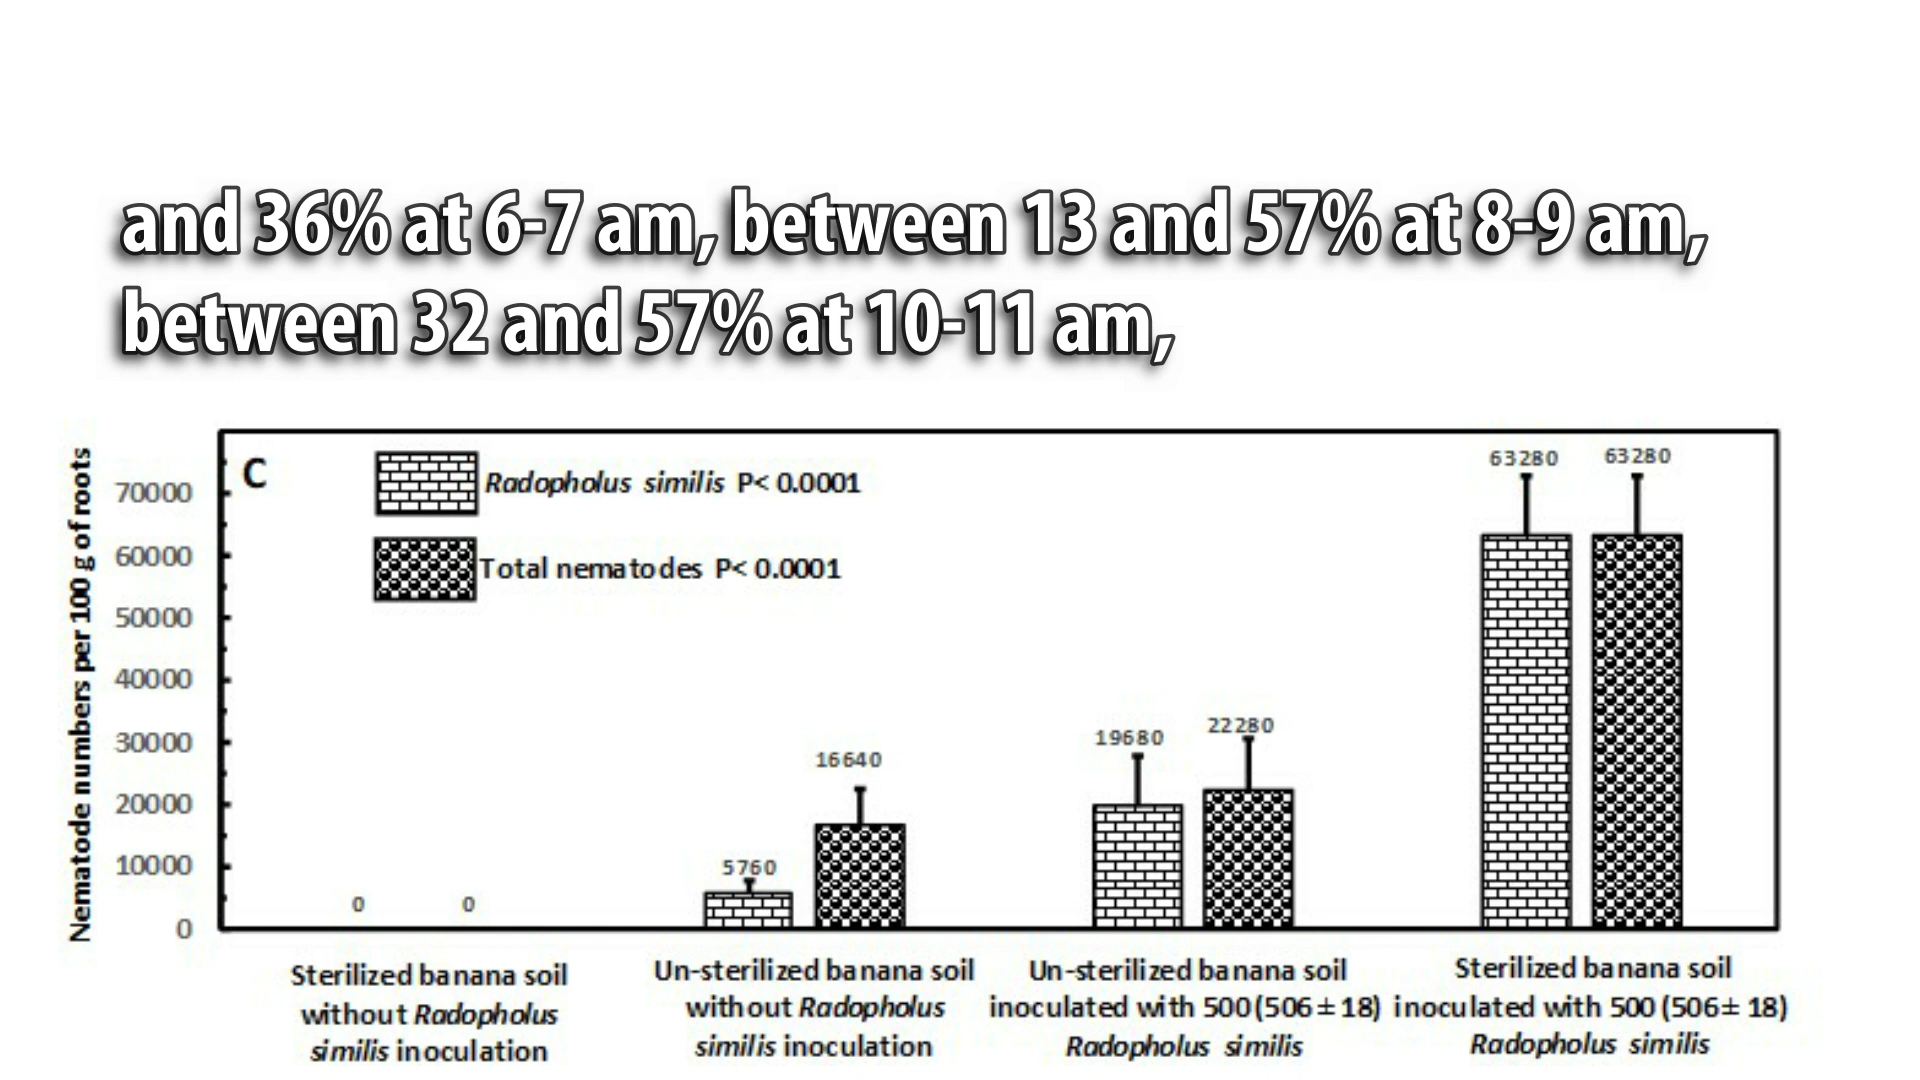 and 36% at 6-7 am, between 13 and 57% at 8-9 am,
between 32 and 57% at 10-11 am,
C
Radopholus similis P< 0.0001
Total nematodes P< 0.0001
Nematode numbers per 100 g of roots
70000
60000
50000
40000
30000
20000
10000
0
0
0
5760
16640
19680
22280
63280
63280
Sterilized banana soil
without Radopholus
similis inoculation
Un-sterilized banana soil
without Radopholus
similis inoculation
Un-sterilized banana soil
inoculated with 500 (506 ± 18)
Radopholus similis
Sterilized banana soil
inoculated with 500 (506± 18)
Radopholus similis